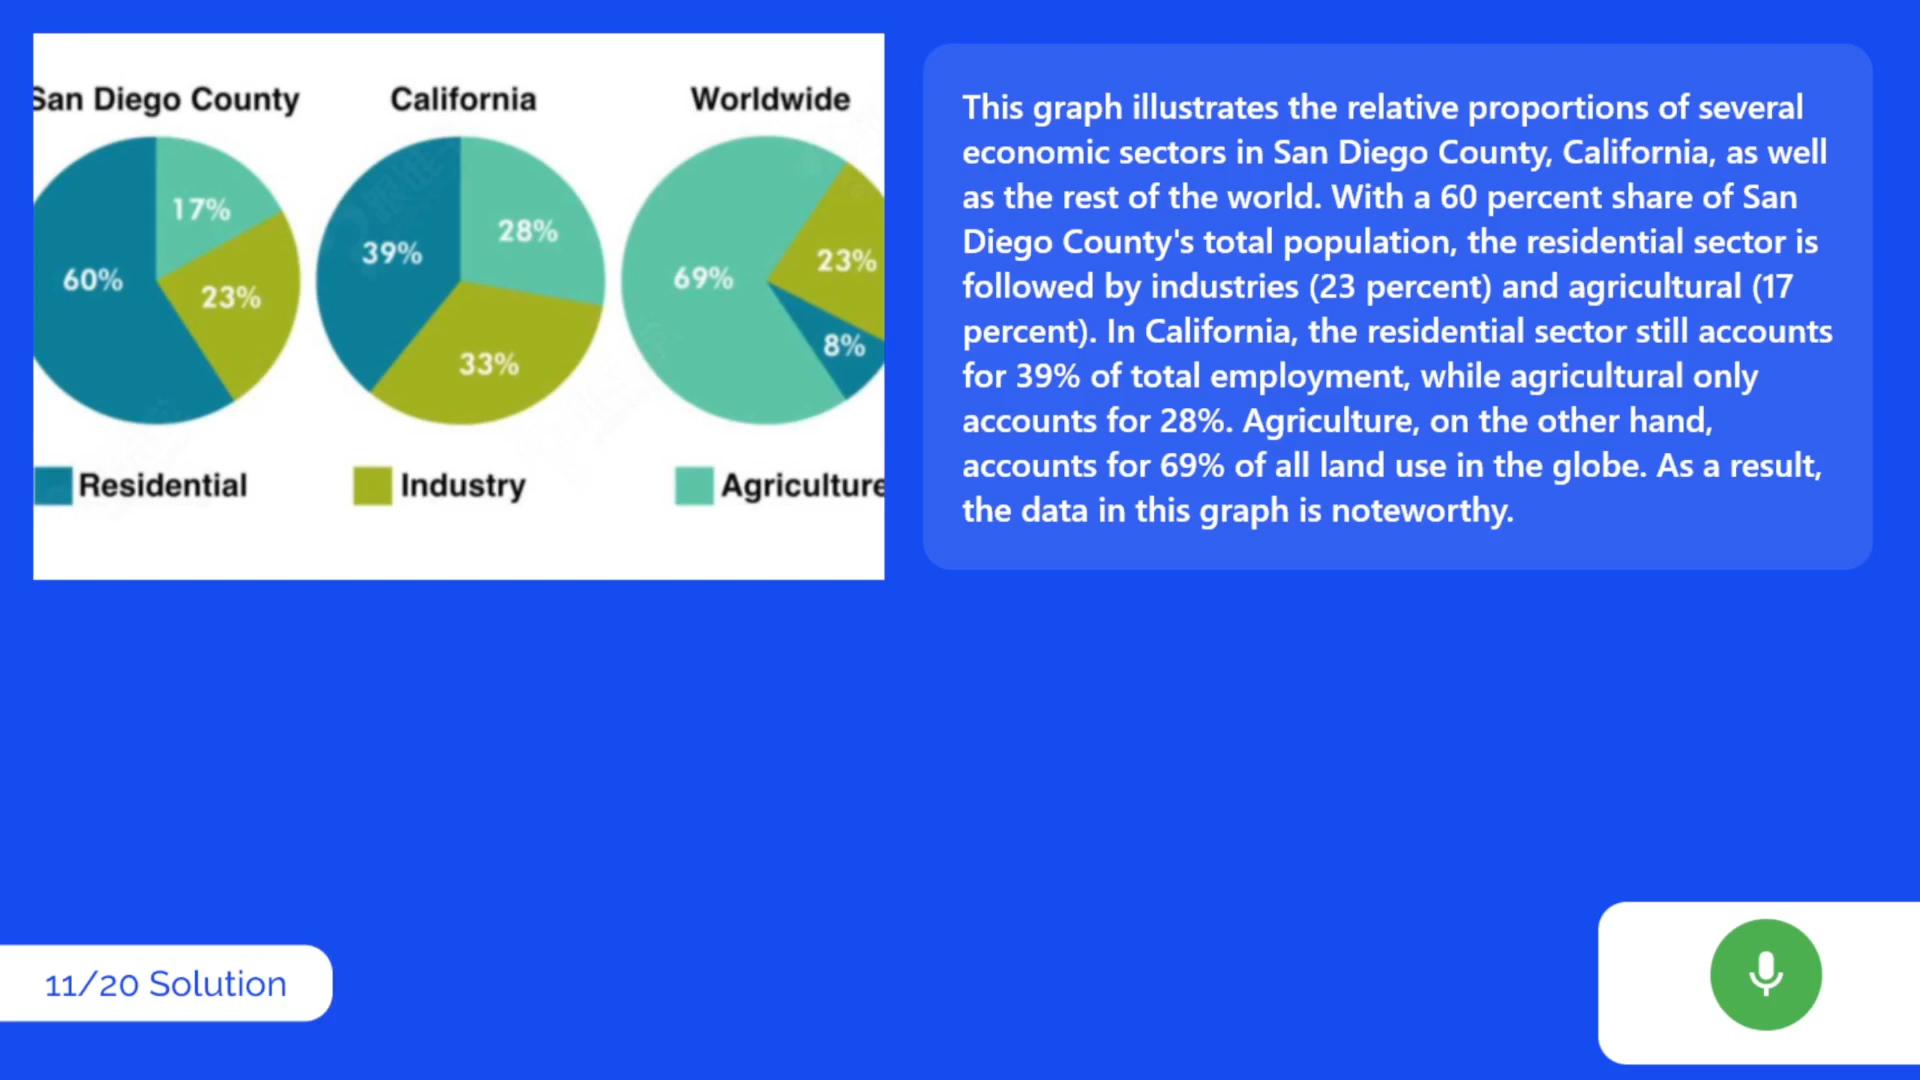 San Diego County
California
Worldwide
17%
60%
23%
39%
28%
33%
69%
23%
8%
Residential
Industry
Agriculture
This graph illustrates the relative proportions of several
economic sectors in San Diego County, California, as well
as the rest of the world. With a 60 percent share of San
Diego County's total population, the residential sector is
followed by industries (23 percent) and agricultural (17
percent). In California, the residential sector still accounts
for 39% of total employment, while agricultural only
accounts for 28%. Agriculture, on the other hand,
accounts for 69% of all land use in the globe. As a result,
the data in this graph is noteworthy.
11/20 Solution